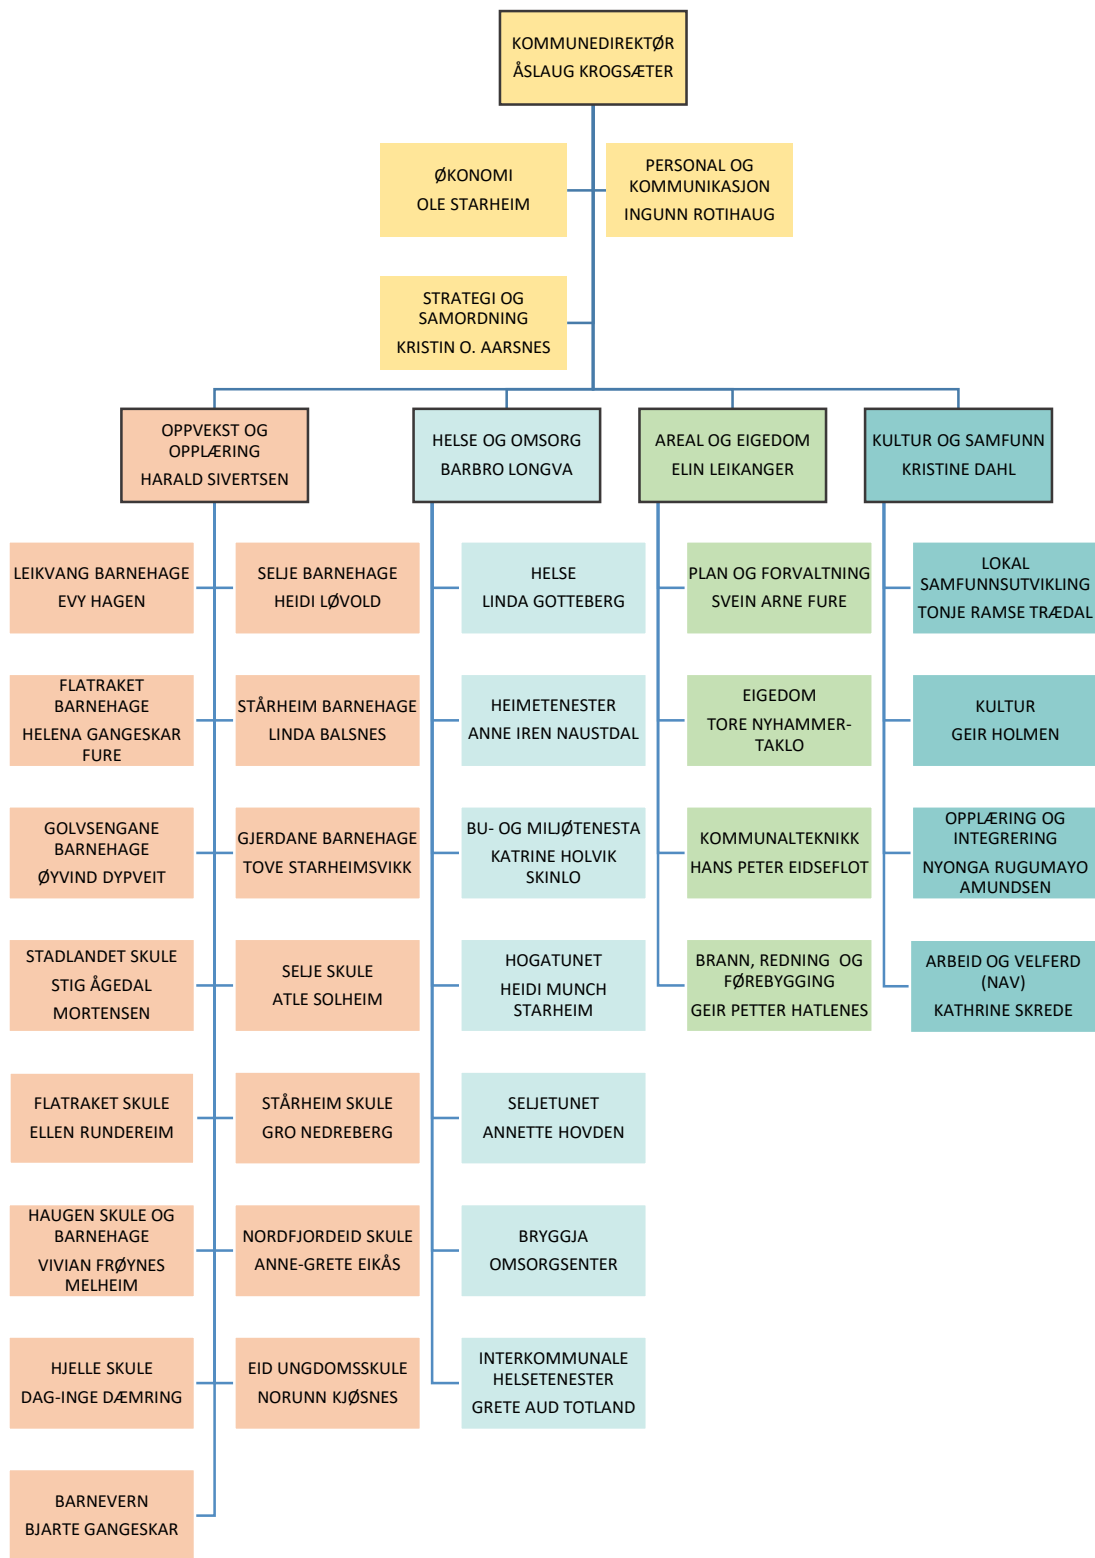 KOMMUNEDIREKTØR
ÅSLAUG KROGSÆTER
ØKONOMI
OLE STARHEIM
PERSONAL OG
KOMMUNIKASJON
INGUNN ROTIHAUG
STRATEGI OG
SAMORDNING
KRISTIN O. AARSNES
OPPVEKST OG
OPPLÆRING
HARALD SIVERTSEN
HELSE OG OMSORG
BARBRO LONGVA
AREAL OG EIGEDOM
ELIN LEIKANGER
KULTUR OG SAMFUNN
KRISTINE DAHL
LEIKVANG BARNEHAGE
EVY HAGEN
SELJE BARNEHAGE
HEIDI LØVOLD
HELSE
LINDA GOTTEBERG
PLAN OG FORVALTNING
SVEIN ARNE FURE
LOKAL
SAMFUNNSUTVIKLING
TONJE RAMSE TRÆDAL
FLATRAKET
BARNEHAGE
HELENA GANGESKAR
FURE
STÅRHEIM BARNEHAGE
LINDA BALSNES
HEIMETENESTER
ANNE IREN NAUSTDAL
EIGEDOM
TORE NYHAMMER-
TAKLO
KULTUR
GEIR HOLMEN
GOLVSENGANE
BARNEHAGE
ØYVIND DYPVEIT
GJERDANE BARNEHAGE
TOVE STARHEIMSVIKK
BU- OG MILJØTENESTA
KATRINE HOLVIK
SKINLO
KOMMUNALTEKNIKK
HANS PETER EIDSEFLOT
OPPLÆRING OG
INTEGRERING
NYONGA RUGUMAYO
AMUNDSEN
STADLANDET SKULE
STIG ÅGEDAL
MORTENSEN
SELJE SKULE
ATLE SOLHEIM
HOGATUNET
HEIDI MUNCH
STARHEIM
BRANN, REDNING OG
FØREBYGGING
GEIR PETTER HATLENES
ARBEID OG VELFERD
(NAV)
KATHRINE SKREDE
FLATRAKET SKULE
ELLEN RUNDEREIM
STÅRHEIM SKULE
GRO NEDREBERG
SELJETUNET
ANNETTE HOVDEN
HAUGEN SKULE OG
BARNEHAGE
VIVIAN FRØYNES
MELHEIM
NORDFJORDEID SKULE
ANNE-GRETE EIKÅS
BRYGGJA
OMSORGSENTER
HJELLE SKULE
DAG-INGE DÆMRING
EID UNGDOMSSKULE
NORUNN KJØSNES
INTERKOMMUNALE
HELSETENESTER
GRETE AUD TOTLAND
BARNEVERN
BJARTE GANGESKAR